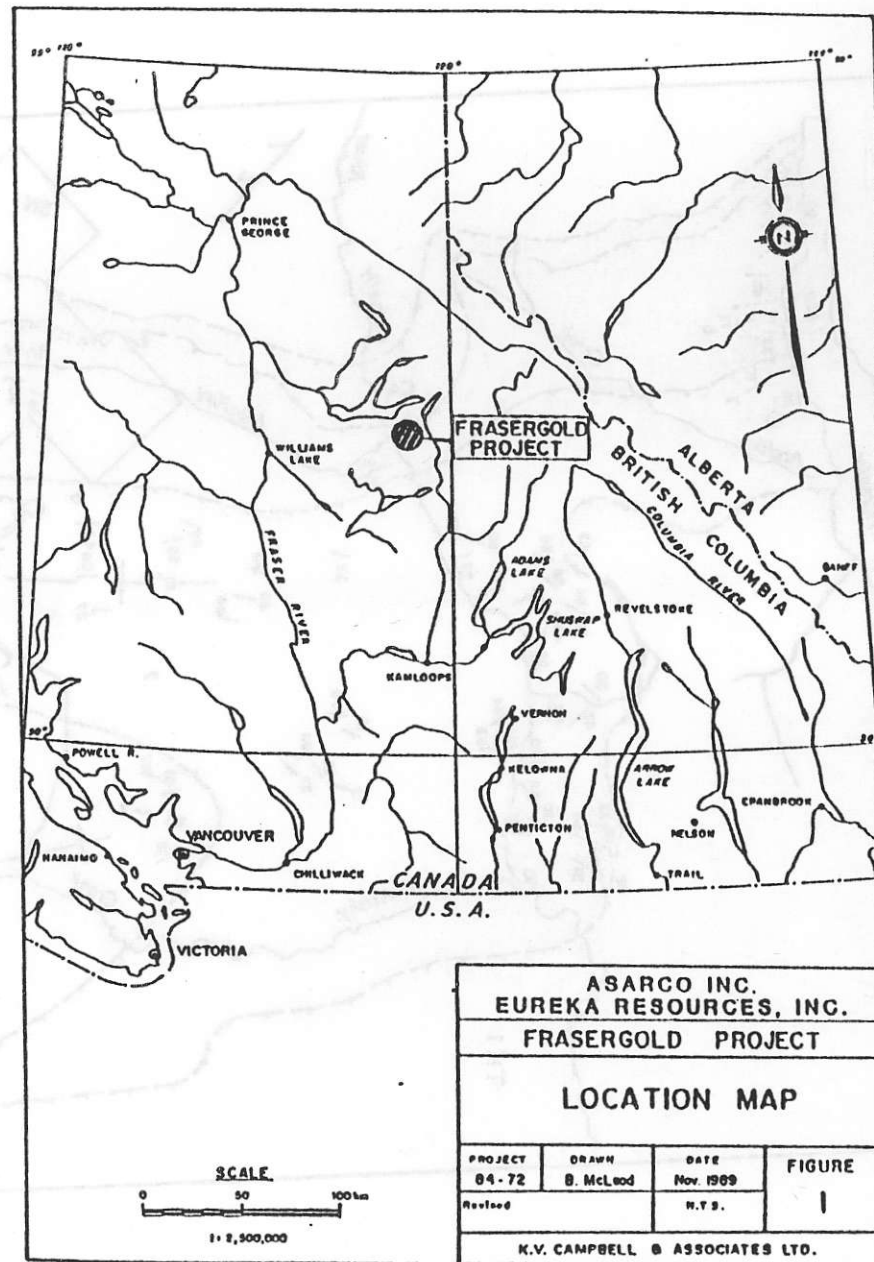 120°
PRINCE
GEORGE
WILLIAMS
LAKE
FRASERGOLD
PROJECT
ALBERTA
BRITISH
COLUMBIA
COLUMBIA
RIVER
BANFF
FRASER
RIVER
ADAMS
LAKE
SHUSWAP
LAKE
REVELSTOKE
KAMLOOPS
VERNON
50°
POWELL R.
KELOWNA
ARROW
LAKE
PENTICTON
NELSON
VANCOUVER
NANAIMO
CHILLIWACK
TRAIL
CANADA
U.S.A.
VICTORIA
ASARCO INC.
EUREKA RESOURCES, INC.
FRASERGOLD PROJECT
LOCATION MAP
SCALE
0 50 100 km
1: 2,500,000
PROJECT
84-72
DRAWN
B. McLeod
DATE
Nov. 1989
FIGURE
1
Revised
N.T.S.
K.V. CAMPBELL & ASSOCIATES LTD.